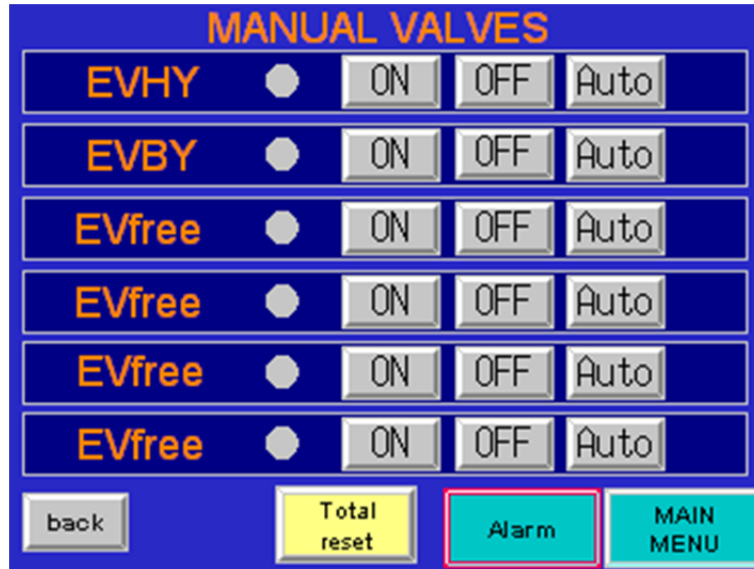 MANUAL VALVES
EVHY ON OFF Auto
EVBY ON OFF Auto
EVfree ON OFF Auto
EVfree ON OFF Auto
EVfree ON OFF Auto
EVfree ON OFF Auto
back
Total
reset
Alarm
MAIN
MENU